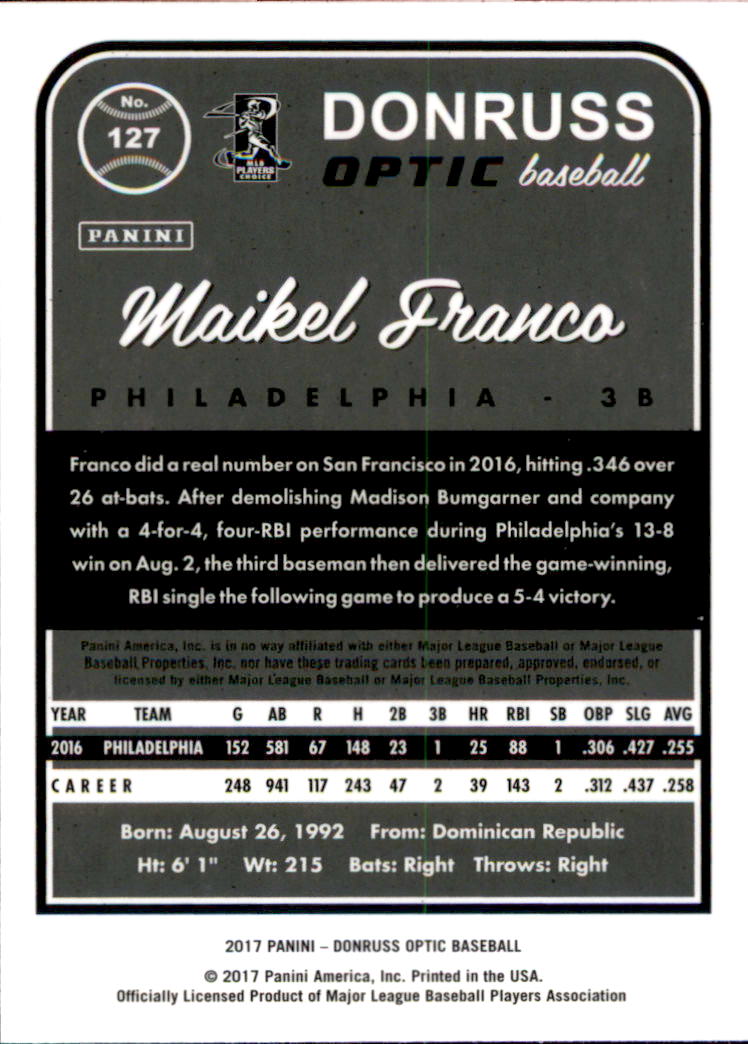 No.
127
MLB
PLAYERS
CHOICE
DONRUSS
OPTIC baseball
PANINI
Maikel Franco
PHILADELPHIA - 3B
Franco did a real number on San Francisco in 2016, hitting .346 over
26 at-bats. After demolishing Madison Bumgarner and company
with a 4-for-4, four-RBI performance during Philadelphia's 13-8
win on Aug. 2, the third baseman then delivered the game-winning,
RBI single the following game to produce a 5-4 victory.
Panini America, Inc. is in no way affiliated with either Major League Baseball or Major League
Baseball Properties, Inc. nor have these trading cards been prepared, approved, endorsed, or
licensed by either Major League Baseball or Major League Baseball Properties, Inc.
YEAR TEAM G AB R H 2B 3B HR RBI SB OBP SLG AVG
2016 PHILADELPHIA 152 581 67 148 23 1 25 88 1 .306 .427 .255
CAREER 248 941 117 243 47 2 39 143 2 .312 .437 .258
Born: August 26, 1992 From: Dominican Republic
Ht: 6' 1" Wt: 215 Bats: Right Throws: Right
2017 PANINI – DONRUSS OPTIC BASEBALL
© 2017 Panini America, Inc. Printed in the USA.
Officially Licensed Product of Major League Baseball Players Association